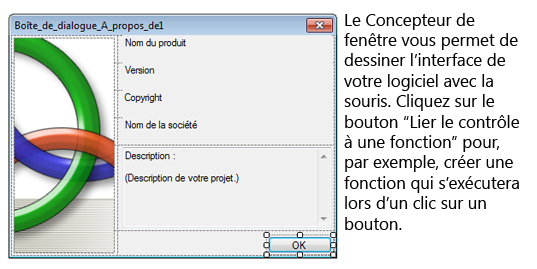 Boîte_de_dialogue_A_propos_de1
Nom du produit
Version
Copyright
Nom de la société
Description :
(Description de votre projet.)
OK
Le Concepteur de
fenêtre vous permet de
dessiner l’interface de
votre logiciel avec la
souris. Cliquez sur le
bouton “Lier le contrôle
à une fonction” pour,
par exemple, créer une
fonction qui s’exécutera
lors d’un clic sur un
bouton.